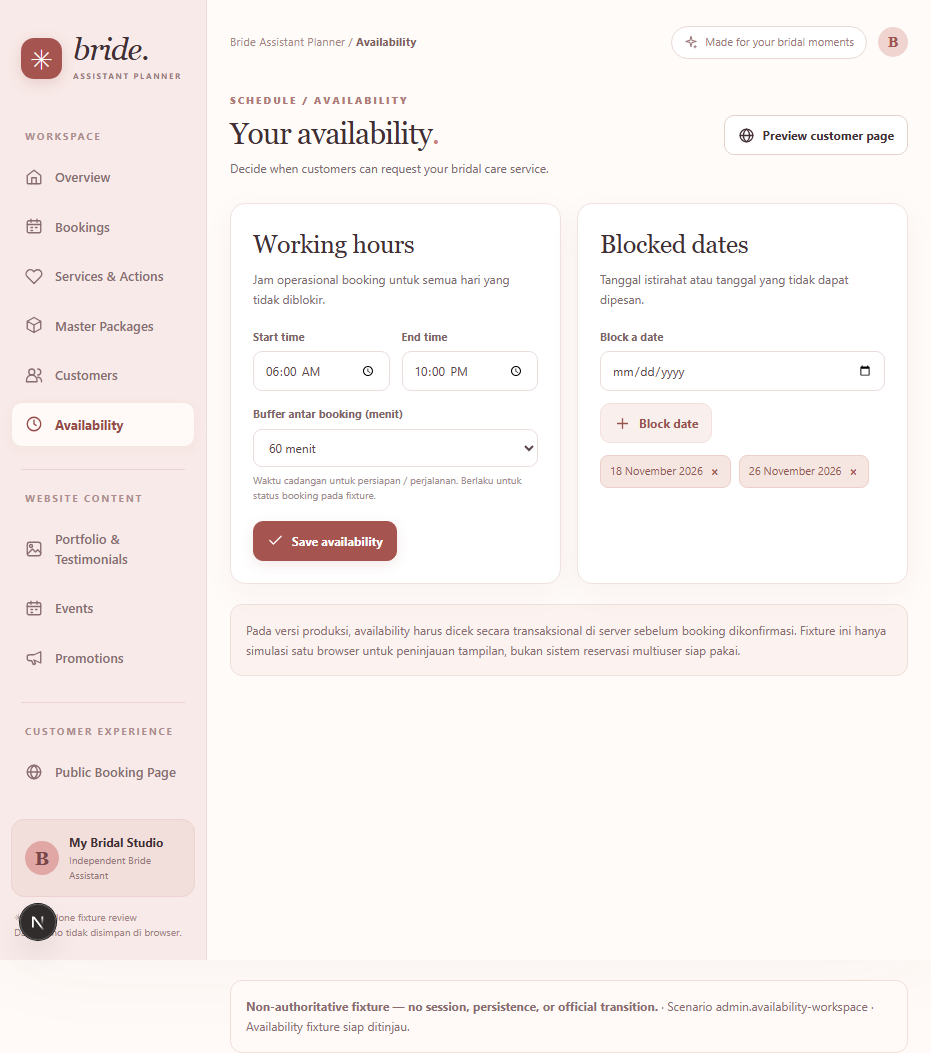 bride.
ASSISTANT PLANNER
WORKSPACE
Overview
Bookings
Services & Actions
Master Packages
Customers
Availability
WEBSITE CONTENT
Portfolio &
Testimonials
Events
Promotions
CUSTOMER EXPERIENCE
Public Booking Page
B
My Bridal Studio
Independent Bride
Assistant
N
fixture review
tidak disimpan di browser.
Bride Assistant Planner / Availability
Made for your bridal moments
B
SCHEDULE / AVAILABILITY
Your availability.
Decide when customers can request your bridal care service.
Preview customer page
Working hours
Jam operasional booking untuk semua hari yang
tidak diblokir.
Start time
End time
06:00 AM
10:00 PM
Buffer antar booking (menit)
60 menit
Waktu cadangan untuk persiapan / perjalanan. Berlaku untuk
status booking pada fixture.
Save availability
Blocked dates
Tanggal istirahat atau tanggal yang tidak dapat
dipesan.
Block a date
mm/dd/yyyy
Block date
18 November 2026 ×
26 November 2026 ×
Pada versi produksi, availability harus dicek secara transaksional di server sebelum booking dikonfirmasi. Fixture ini hanya
simulasi satu browser untuk peninjauan tampilan, bukan sistem reservasi multiuser siap pakai.
Non-authoritative fixture — no session, persistence, or official transition. · Scenario admin.availability-workspace ·
Availability fixture siap ditinjau.